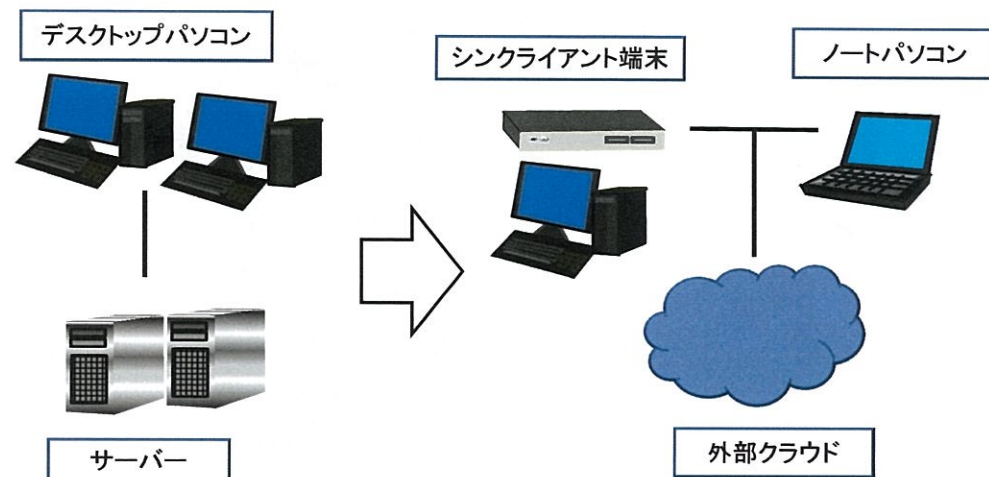 デスクトップパソコン
シンクライアント端末
ノートパソコン
サーバー
外部クラウド